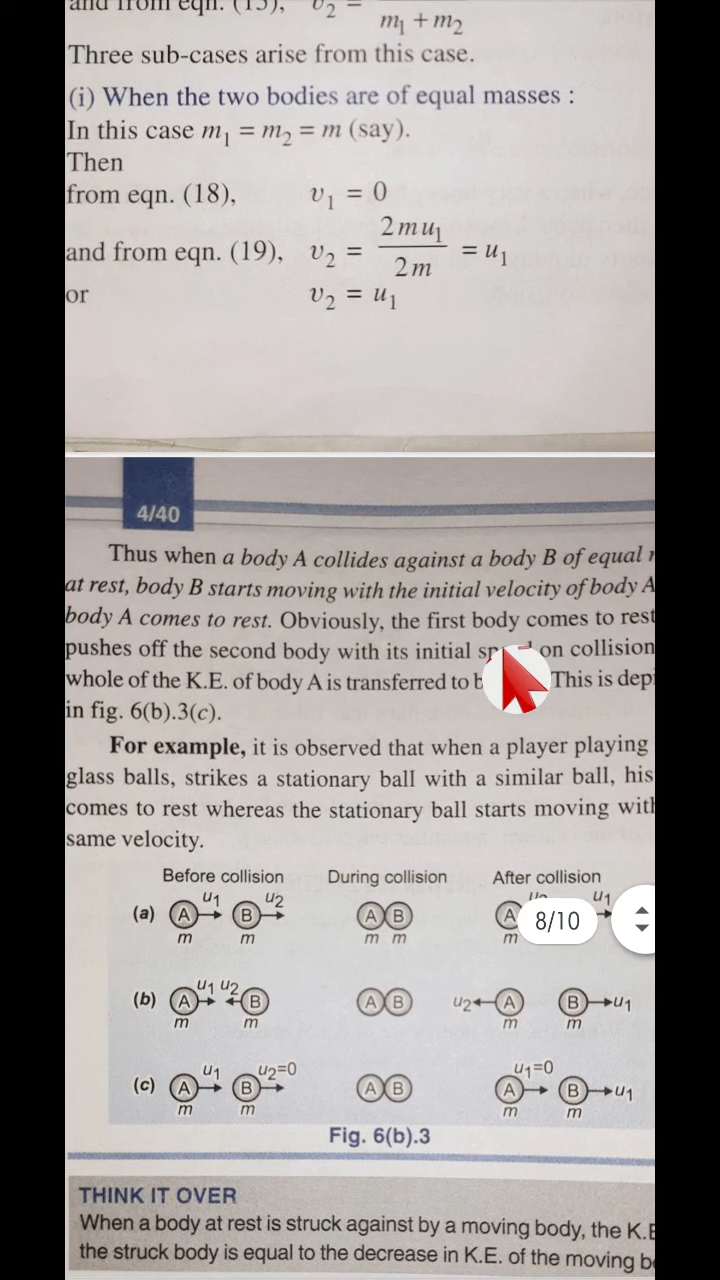 and from eqn. (15), v₂ =
m₁ + m₂
Three sub-cases arise from this case.
(i) When the two bodies are of equal masses :
In this case m₁ = m₂ = m (say).
Then
from eqn. (18), v₁ = 0
and from eqn. (19), v₂ = 2mu₁ / 2m = u₁
or v₂ = u₁
4/40
Thus when a body A collides against a body B of equal
at rest, body B starts moving with the initial velocity of body A
body A comes to rest. Obviously, the first body comes to rest
pushes off the second body with its initial on collision
whole of the K.E. of body A is transferred to This is
in fig. 6(b).3(c).
For example, it is observed that when a player playing
glass balls, strikes a stationary ball with a similar ball, his
comes to rest whereas the stationary ball starts moving with
same velocity.
Before collision During collision After collision
(a) A u₁ m B u₂ m A B m m A m u₁
8/10
(b) A u₁ m u₂ B m A B u₂ A m B u₁ m
(c) A u₁ m B u₂=0 m A B A u₁=0 m B u₁ m
Fig. 6(b).3
THINK IT OVER
When a body at rest is struck against by a moving body, the K.E
the struck body is equal to the decrease in K.E. of the moving